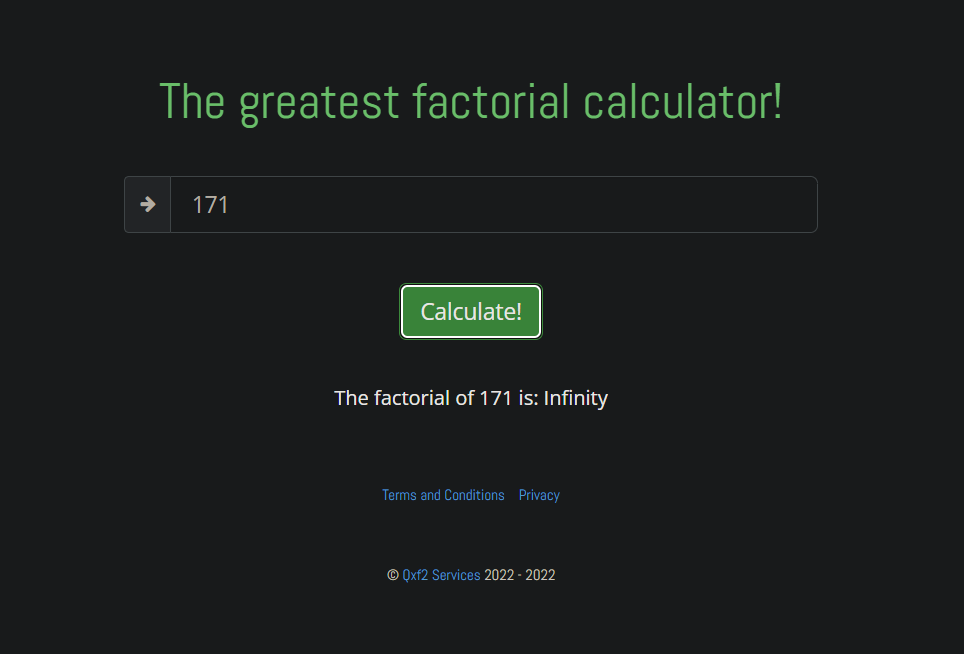 The greatest factorial calculator!
171
Calculate!
The factorial of 171 is: Infinity
Terms and Conditions Privacy
© Qxf2 Services 2022 - 2022